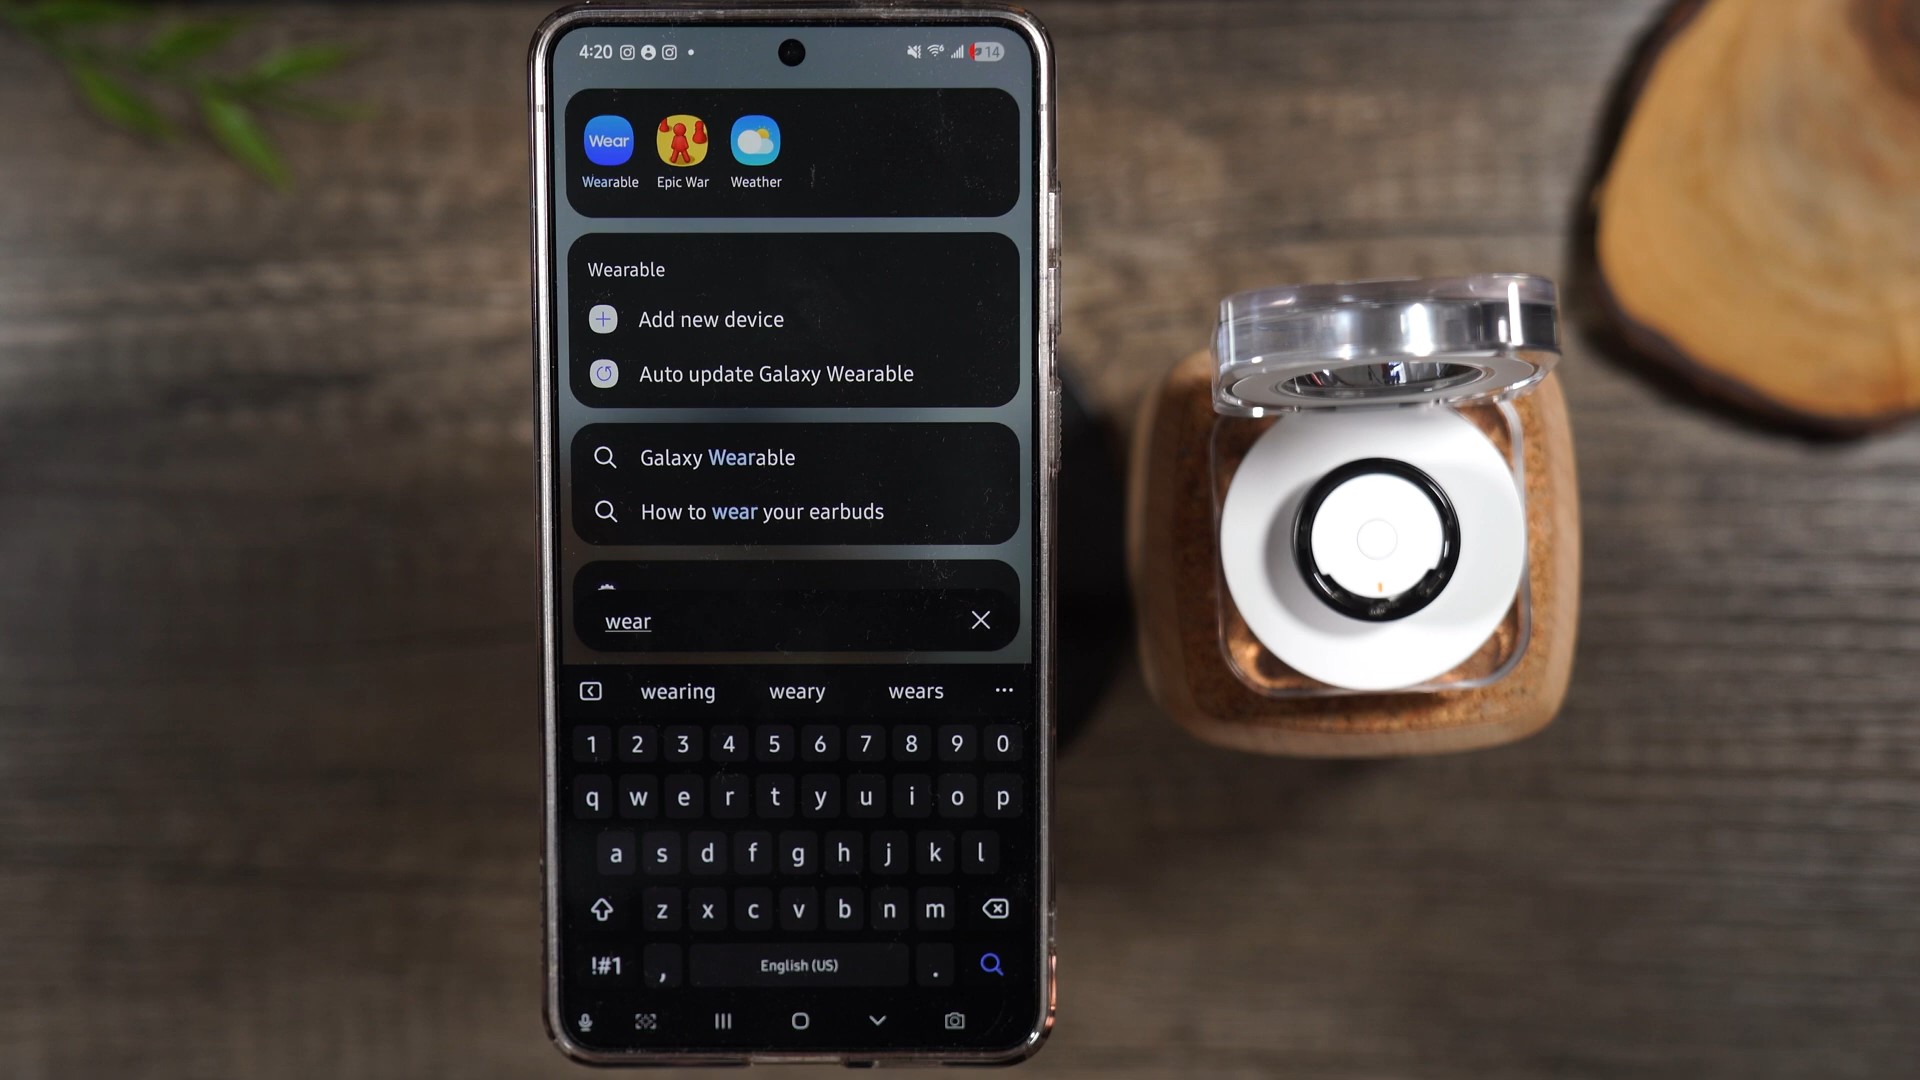 4:20
14
Wear
Wearable Epic War Weather
Wearable
Add new device
Auto update Galaxy Wearable
Galaxy Wearable
How to wear your earbuds
wear
wearing weary wears ...
1 2 3 4 5 6 7 8 9 0
q w e r t y u i o p
a s d f g h j k l
z x c v b n m
!#1 , English (US) .